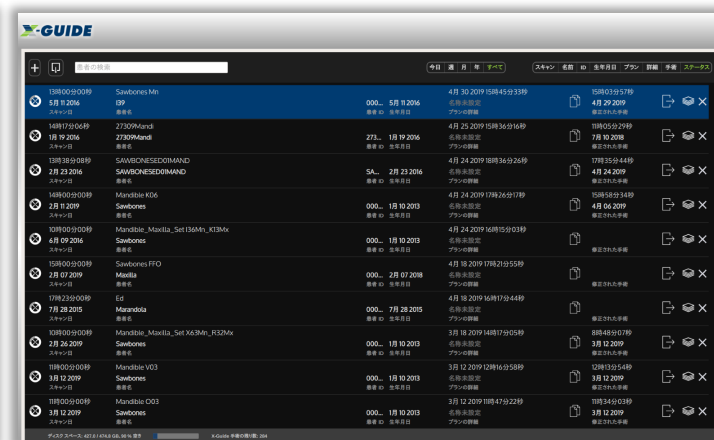 X-GUIDE
患者の検索 今日 週 月 年 すべて スキャン 名前 ID 生年月日 プラン 詳細 手術 ステータス
13時00分00秒 Sawbones Mn 4月 30 2019 15時45分33秒 15時03分57秒
5月 11 2016 I39 000... 5月 11 2016 名称未設定 4月 29 2019
スキャン日 患者名 患者 ID 生年月日 プランの詳細 修正された手術
14時17分06秒 27309Mandi 4月 25 2019 15時36分16秒 11時05分29秒
1月 19 2016 27309Mandi 273... 1月 19 2016 名称未設定 7月 10 2018
スキャン日 患者名 患者 ID 生年月日 プランの詳細 修正された手術
13時38分08秒 SAWBONESED01MAND 4月 24 2019 18時36分26秒 17時35分44秒
2月 23 2016 SAWBONESED01MAND SA... 2月 23 2016 名称未設定 4月 24 2019
スキャン日 患者名 患者 ID 生年月日 プランの詳細 修正された手術
14時00分00秒 Mandible K06 4月 24 2019 17時26分17秒 15時58分34秒
2月 11 2019 Sawbones 000... 1月 10 2013 名称未設定 4月 06 2019
スキャン日 患者名 患者 ID 生年月日 プランの詳細 修正された手術
10時00分00秒 Mandible_Maxilla_Set I36Mn_K13Mx 4月 24 2019 16時15分03秒
6月 09 2016 Sawbones 000... 1月 10 2013 名称未設定
スキャン日 患者名 患者 ID 生年月日 プランの詳細 修正された手術
15時00分00秒 Sawbones FFO 4月 18 2019 17時21分55秒
2月 07 2019 Maxilla 000... 2月 07 2018 名称未設定
スキャン日 患者名 患者 ID 生年月日 プランの詳細 修正された手術
17時23分00秒 Ed 4月 18 2019 16時17分44秒
7月 28 2015 Marandola 000... 7月 28 2015 名称未設定
スキャン日 患者名 患者 ID 生年月日 プランの詳細 修正された手術
10時00分00秒 Mandible_Maxilla_Set X63Mn_R32Mx 3月 18 2019 14時17分05秒 8時48分07秒
2月 26 2019 Sawbones 000... 1月 10 2013 名称未設定 3月 12 2019
スキャン日 患者名 患者 ID 生年月日 プランの詳細 修正された手術
11時00分00秒 Mandible V03 3月 12 2019 12時16分58秒 12時13分54秒
3月 12 2019 Sawbones 000... 1月 10 2013 名称未設定 3月 12 2019
スキャン日 患者名 患者 ID 生年月日 プランの詳細 修正された手術
11時00分00秒 Mandible O03 3月 12 2019 11時47分22秒 11時34分03秒
3月 12 2019 Sawbones 000... 1月 10 2013 名称未設定 3月 12 2019
スキャン日 患者名 患者 ID 生年月日 プランの詳細 修正された手術
ディスク スペース: 427.0 / 474.8 GB, 90 % 空き X-Guide 手術の残り数: 284